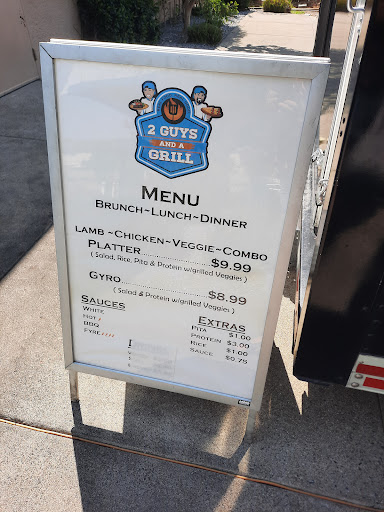 2 GUYS
AND A
GRILL
MENU
BRUNCH~LUNCH~DINNER
LAMB ~CHICKEN~VEGGIE~COMBO
PLATTER......................$9.99
( Salad, Rice, Pita & Protein w/grilled Veggies )
GYRO...........................$8.99
( Salad & Protein w/grilled Veggies )
SAUCES
WHITE
HOT /
BBQ
FYRE////
EXTRAS
PITA $1.00
PROTEIN $3.00
RICE $1.00
SAUCE $0.75